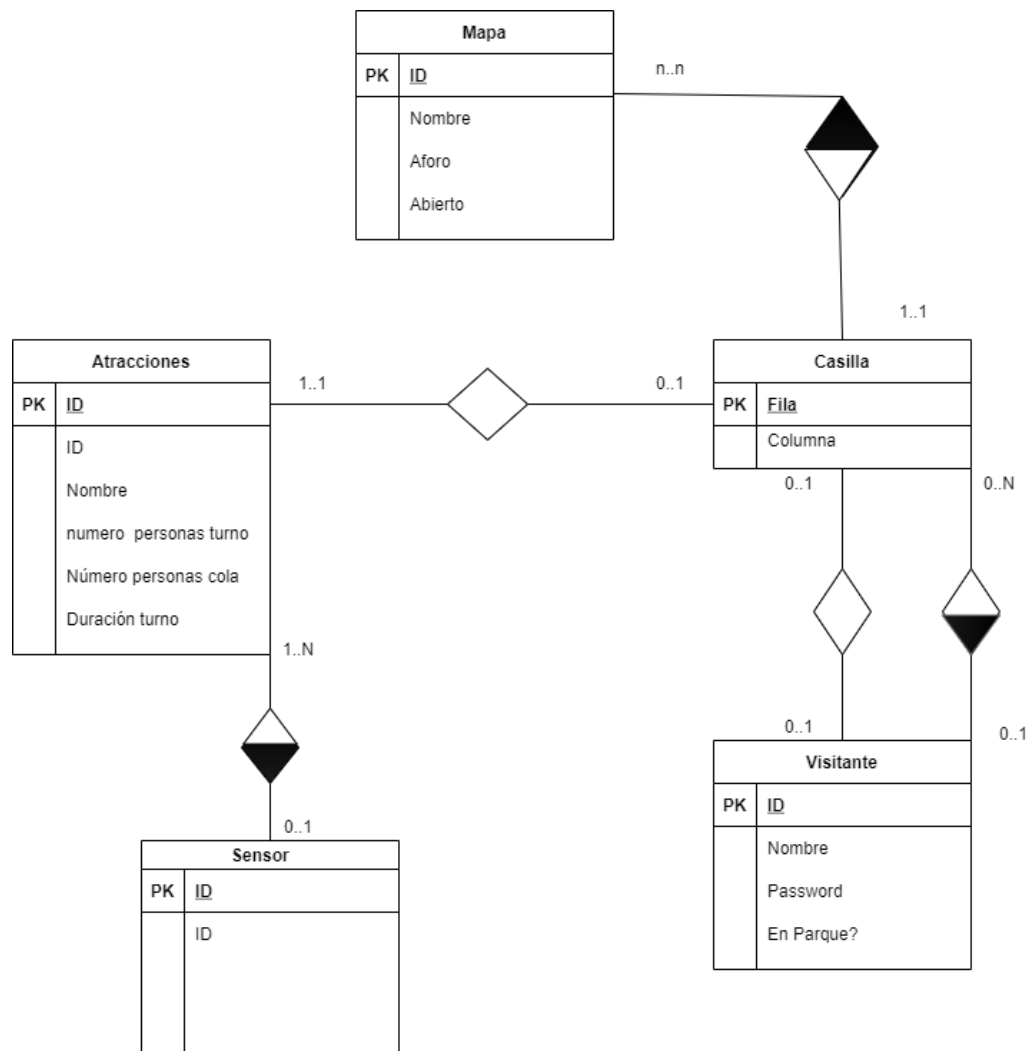 Mapa
PK ID
Nombre
Aforo
Abierto
n..n
1..1
Atracciones
PK ID
ID
Nombre
numero personas turno
Número personas cola
Duración turno
1..1
0..1
Casilla
PK Fila
Columna
0..1
0..N
1..N
0..1
0..1
0..1
Visitante
PK ID
Nombre
Password
En Parque?
Sensor
PK ID
ID